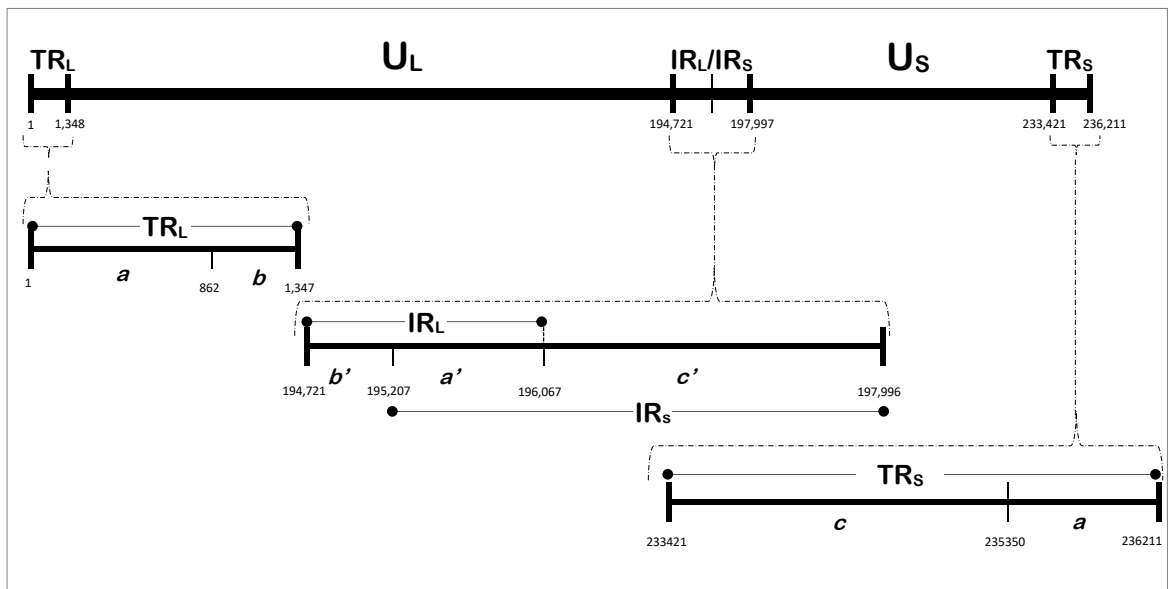 TRL UL IRL/IRS US TRS
1 1,348 194,721 197,997 233,421 236,211
TRL
a b
1 862 1,347
IRL
b' a' c'
194,721 195,207 196,067 197,996
IRs
TRS
c a
233421 235350 236211